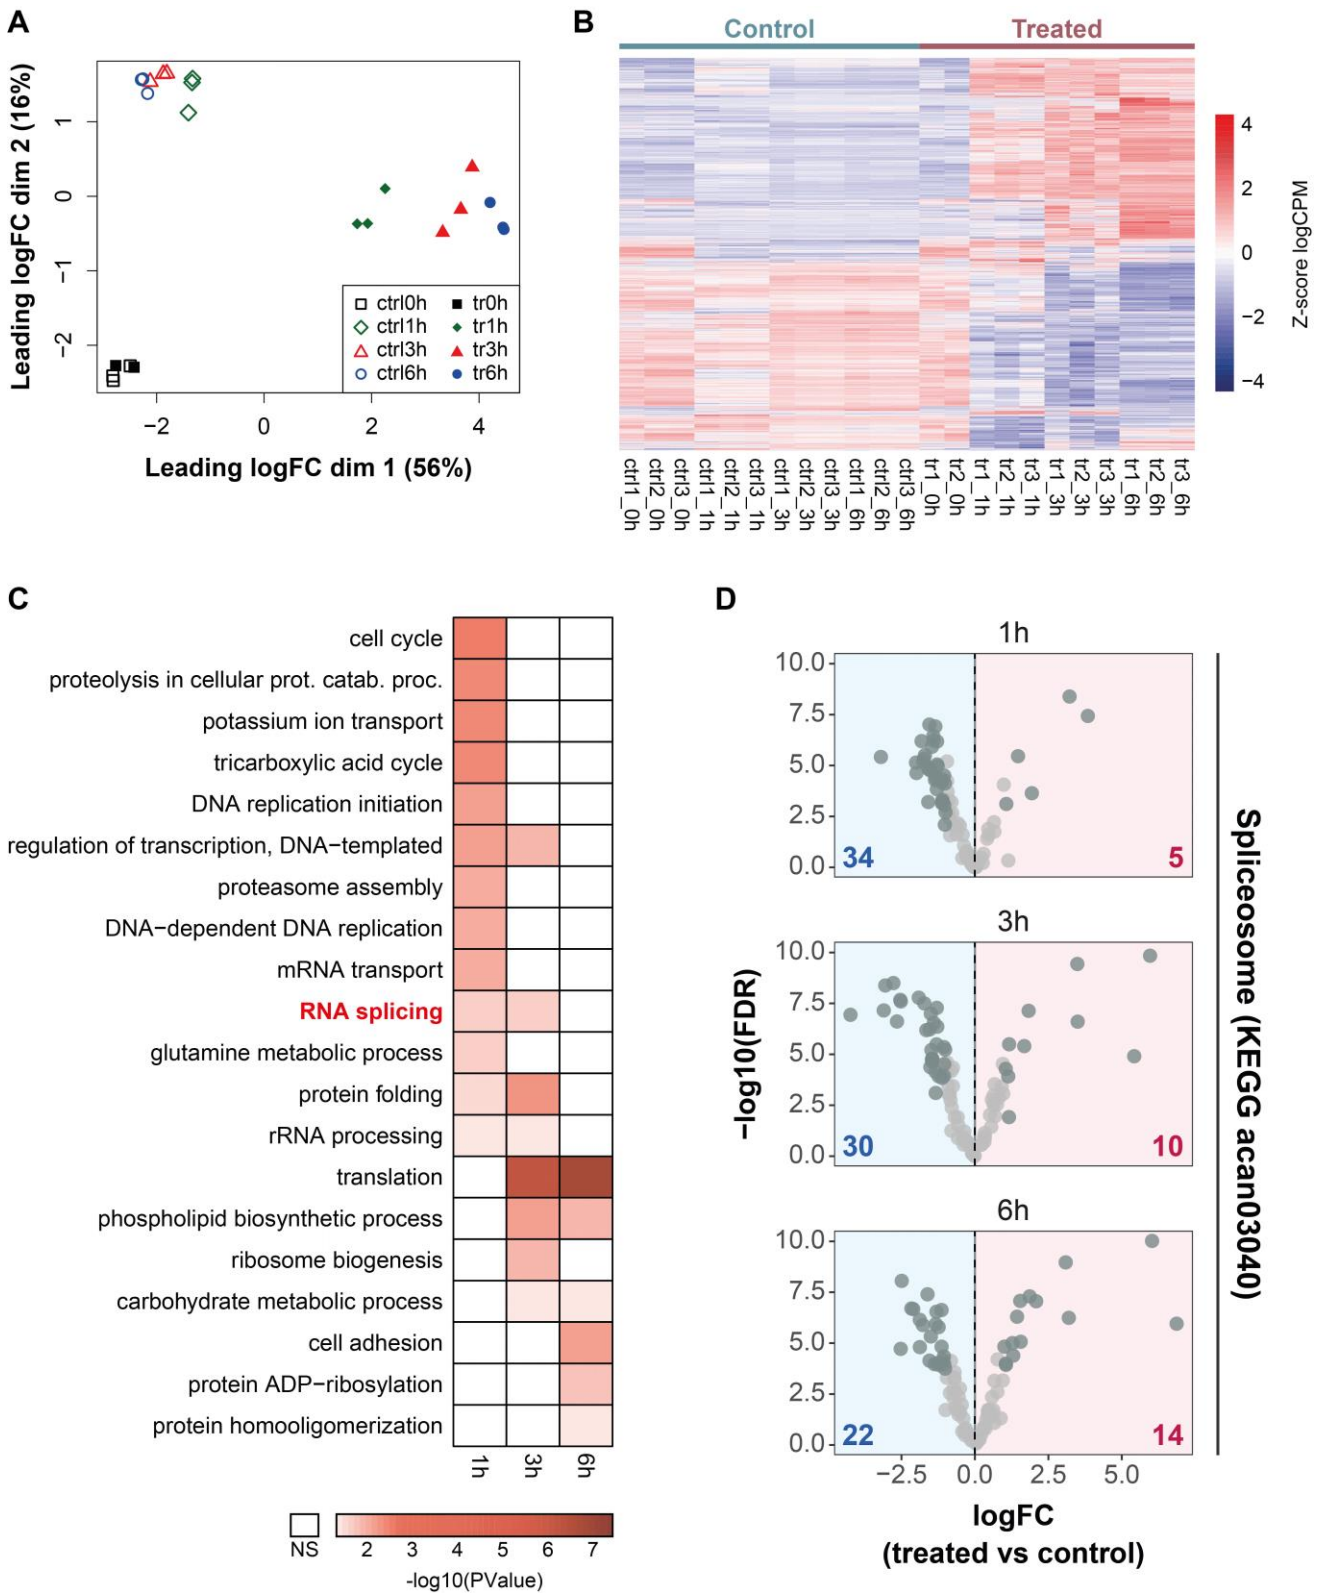 A
Leading logFC dim 2 (16%)
1
0
−1
−2
ctrl0h
tr0h
ctrl1h
tr1h
ctrl3h
tr3h
ctrl6h
tr6h
−2
0
2
4
Leading logFC dim 1 (56%)
B
Control
Treated
4
2
0
−2
−4
Z-score logCPM
ctrl1_0h
ctrl2_0h
ctrl3_0h
ctrl1_1h
ctrl2_1h
ctrl3_1h
ctrl1_3h
ctrl2_3h
ctrl3_3h
ctrl1_6h
ctrl2_6h
ctrl3_6h
tr1_0h
tr2_0h
tr1_1h
tr2_1h
tr3_1h
tr1_3h
tr2_3h
tr3_3h
tr1_6h
tr2_6h
tr3_6h
C
cell cycle
proteolysis in cellular prot. catab. proc.
potassium ion transport
tricarboxylic acid cycle
DNA replication initiation
regulation of transcription, DNA−templated
proteasome assembly
DNA−dependent DNA replication
mRNA transport
RNA splicing
glutamine metabolic process
protein folding
rRNA processing
translation
phospholipid biosynthetic process
ribosome biogenesis
carbohydrate metabolic process
cell adhesion
protein ADP−ribosylation
protein homooligomerization
1h
3h
6h
NS
2
3
4
5
6
7
-log10(PValue)
D
1h
10.0
7.5
5.0
2.5
0.0
34
5
3h
10.0
7.5
5.0
2.5
0.0
30
10
6h
10.0
7.5
5.0
2.5
0.0
22
14
−log10(FDR)
−2.5
0.0
2.5
5.0
logFC
(treated vs control)
Spliceosome (KEGG acan03040)